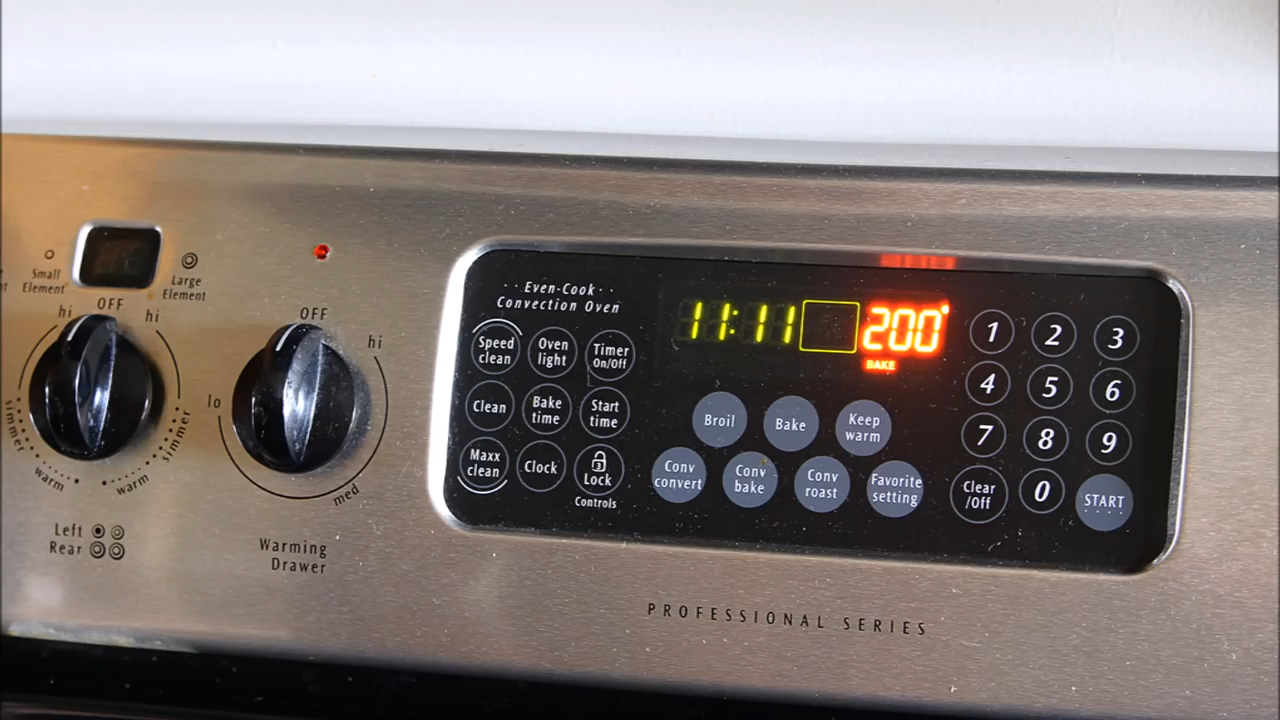 Small
Element
Large
Element
hi OFF hi
simmer simmer
warm warm
Left
Rear
OFF
lo hi
med
Warming
Drawer
Even-Cook
Convection Oven
Speed
clean
Oven
light
Timer
On/Off
Clean
Bake
time
Start
time
Maxx
clean
Clock
Lock
Controls
11:11 200°
BAKE
Broil
Bake
Keep
warm
Conv
convert
Conv
bake
Conv
roast
Favorite
setting
1 2 3
4 5 6
7 8 9
Clear
/Off
0
START
PROFESSIONAL SERIES